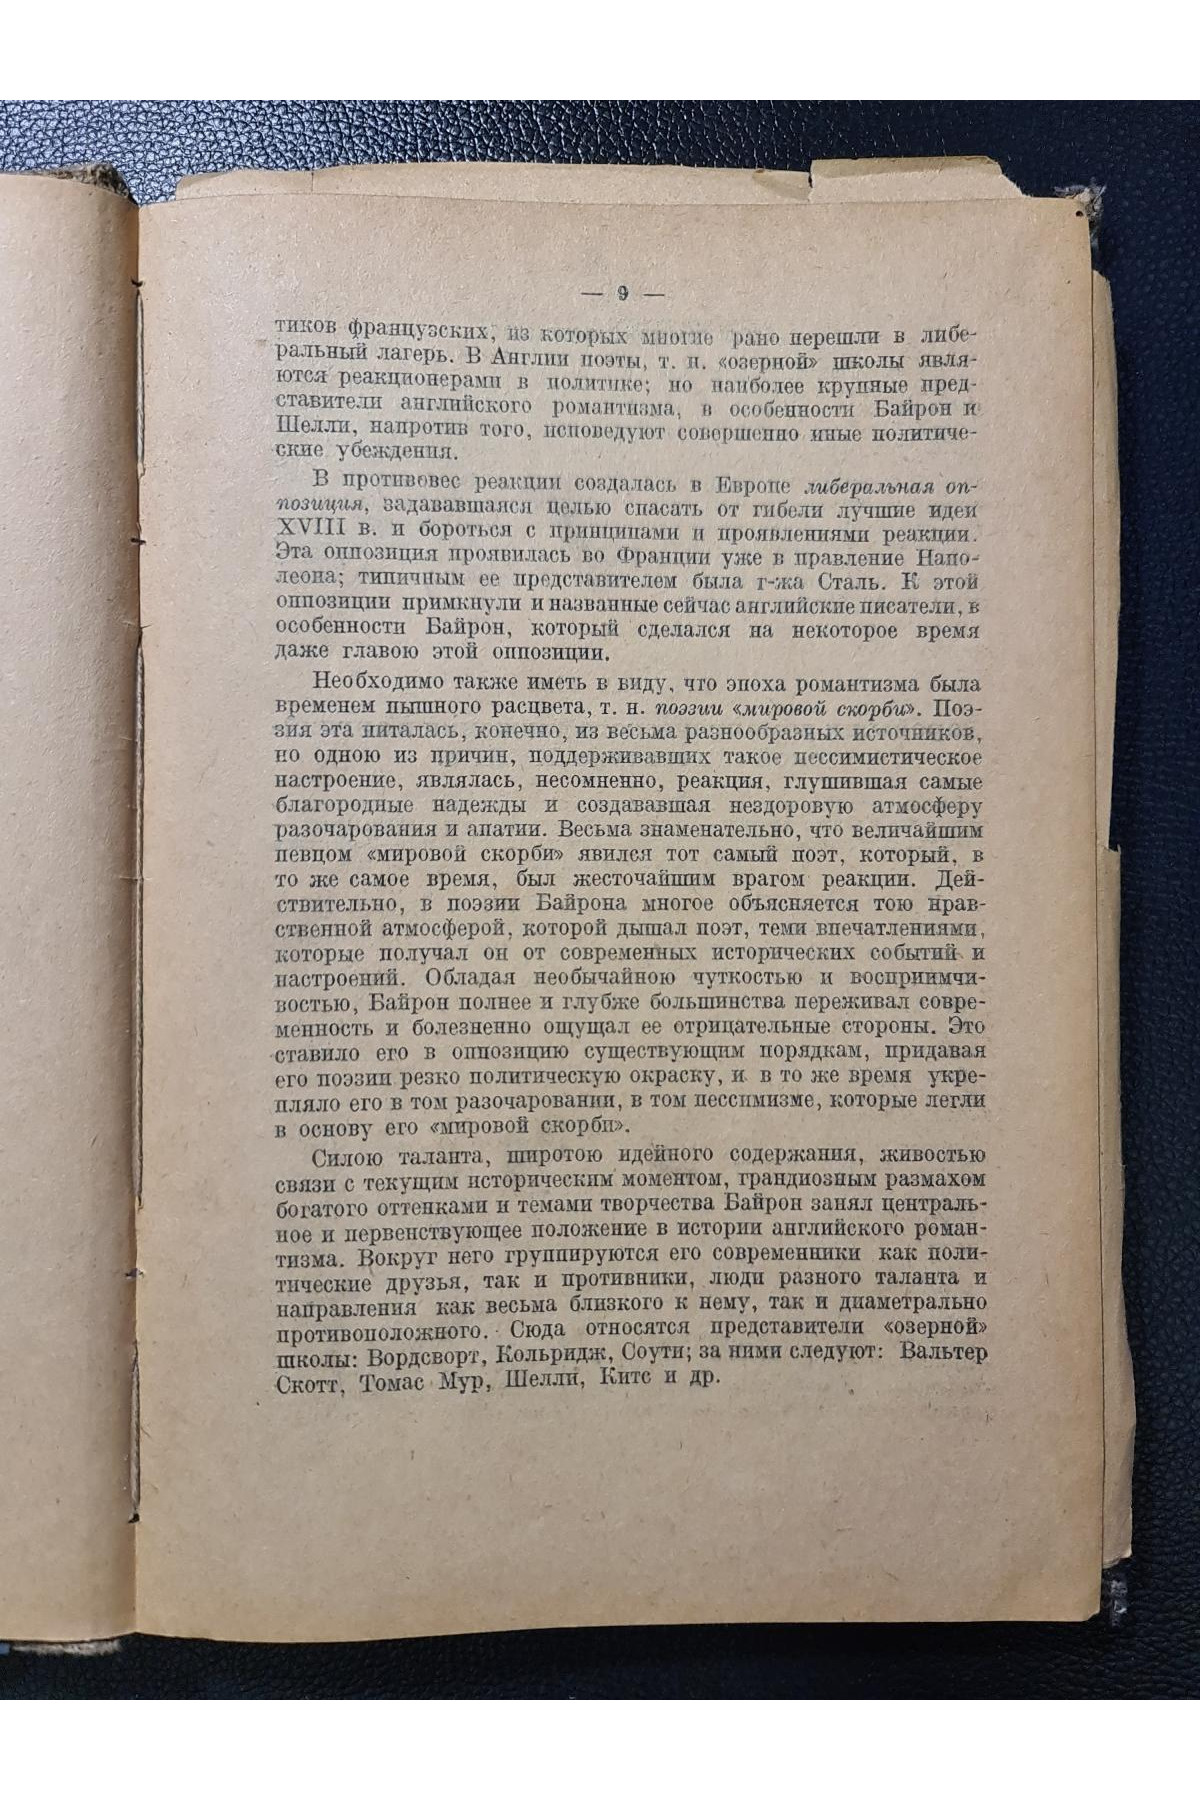 — 9 —
тиков французских, из которых многие рано перешли в либе-
ральный лагерь. В Англии поэты, т. н. «озерной» школы явля-
ются реакционерами в политике; но наиболее крупные пред-
ставители английского романтизма, в особенности Байрон и
Шелли, напротив того, исповедуют совершенно иные политиче-
ские убеждения.
В противовес реакции создалась в Европе либеральная оп-
позиция, задававшаяся целью спасать от гибели лучшие идеи
XVIII в. и бороться с принципами и проявлениями реакции.
Эта оппозиция проявилась во Франции уже в правление Напо-
леона; типичным ее представителем была г-жа Сталь. К этой
оппозиции примкнули и названные сейчас английские писатели, в
особенности Байрон, который сделался на некоторое время
даже главою этой оппозиции.
Необходимо также иметь в виду, что эпоха романтизма была
временем пышного расцвета, т. н. поэзии «мировой скорби». Поэ-
зия эта питалась, конечно, из весьма разнообразных источников,
но одною из причин, поддерживавших такое пессимистическое
настроение, являлась, несомненно, реакция, глушившая самые
благородные надежды и создававшая нездоровую атмосферу
разочарования и апатии. Весьма знаменательно, что величайшим
певцом «мировой скорби» явился тот самый поэт, который, в
то же самое время, был жесточайшим врагом реакции. Дей-
ствительно, в поэзии Байрона многое объясняется тою нрав-
ственной атмосферой, которой дышал поэт, теми впечатлениями,
которые получал он от современных исторических событий и
настроений. Обладая необычайною чуткостью и восприимчи-
востью, Байрон полнее и глубже большинства переживал совре-
менность и болезненно ощущал ее отрицательные стороны. Это
ставило его в оппозицию существующим порядкам, придавая
его поэзии резко политическую окраску, и в то же время укре-
пляло его в том разочаровании, в том пессимизме, которые легли
в основу его «мировой скорби».
Силою таланта, широтою идейного содержания, живостью
связи с текущим историческим моментом, грандиозным размахом
богатого оттенками и темами творчества Байрон занял централь-
ное и первенствующее положение в истории английского роман-
тизма. Вокруг него группируются его современники как поли-
тические друзья, так и противники, люди разного таланта и
направления как весьма близкого к нему, так и диаметрально
противоположного. Сюда относятся представители «озерной»
школы: Вордсворт, Кольридж, Соути; за ними следуют: Вальтер
Скотт, Томас Мур, Шелли, Китс и др.